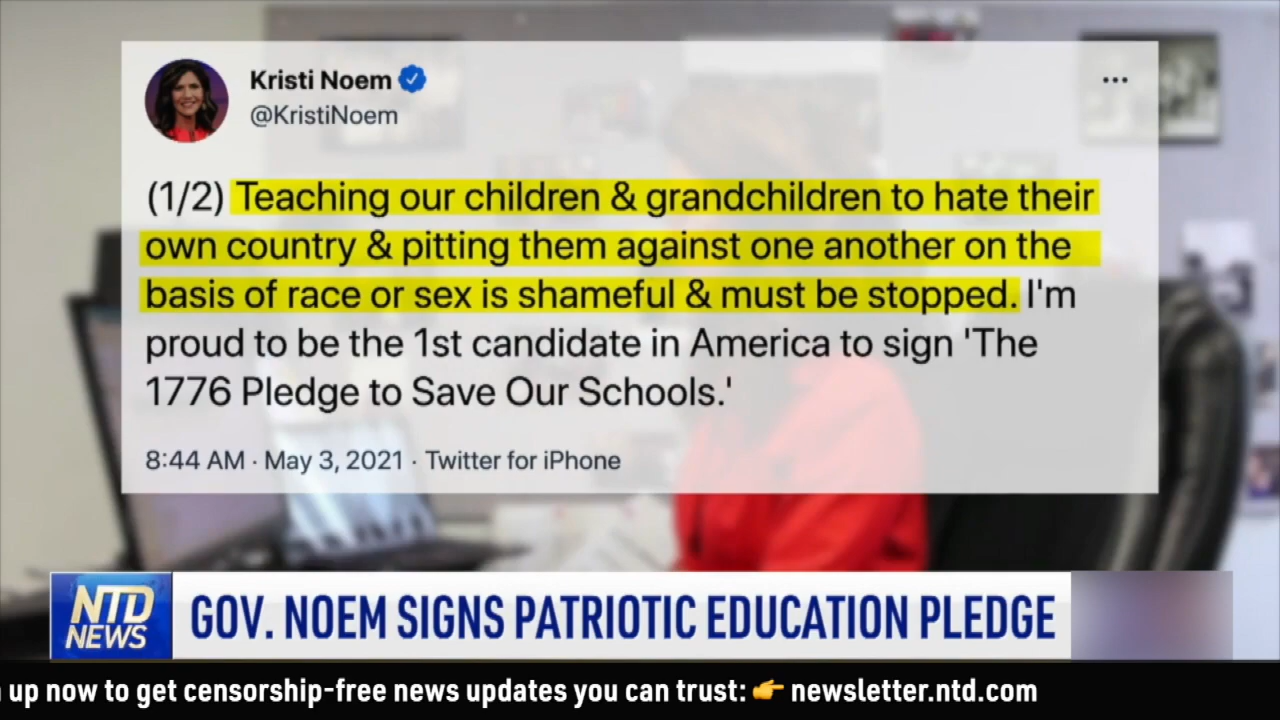 Kristi Noem
@KristiNoem
(1/2) Teaching our children & grandchildren to hate their
own country & pitting them against one another on the
basis of race or sex is shameful & must be stopped. I'm
proud to be the 1st candidate in America to sign 'The
1776 Pledge to Save Our Schools.'
8:44 AM · May 3, 2021 · Twitter for iPhone
NTD
NEWS
GOV. NOEM SIGNS PATRIOTIC EDUCATION PLEDGE
up now to get censorship-free news updates you can trust: 👉 newsletter.ntd.com